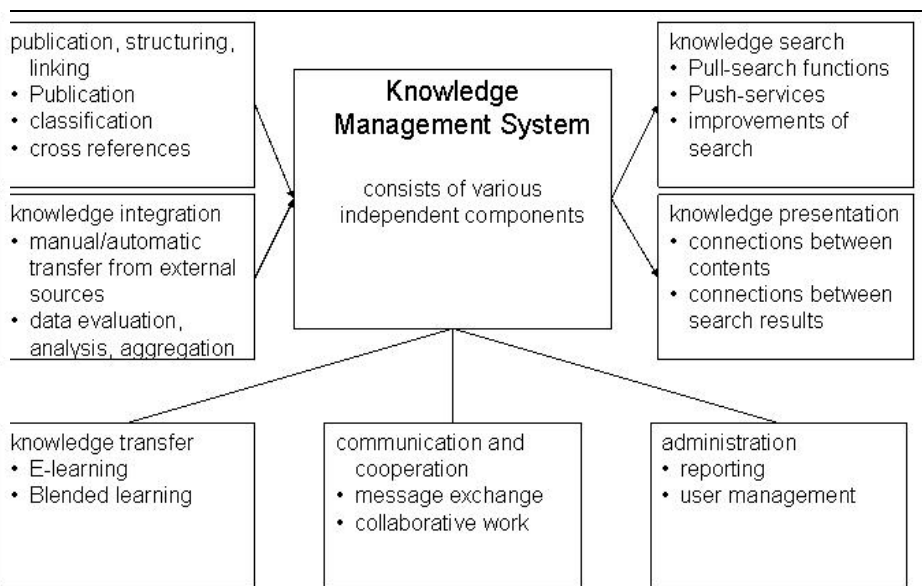 publication, structuring,
linking
• Publication
• classification
• cross references
knowledge integration
• manual/automatic
transfer from external
sources
• data evaluation,
analysis, aggregation
Knowledge
Management System
consists of various
independent components
knowledge search
• Pull-search functions
• Push-services
• improvements of
search
knowledge presentation
• connections between
contents
• connections between
search results
knowledge transfer
• E-learning
• Blended learning
communication and
cooperation
• message exchange
• collaborative work
administration
• reporting
• user management